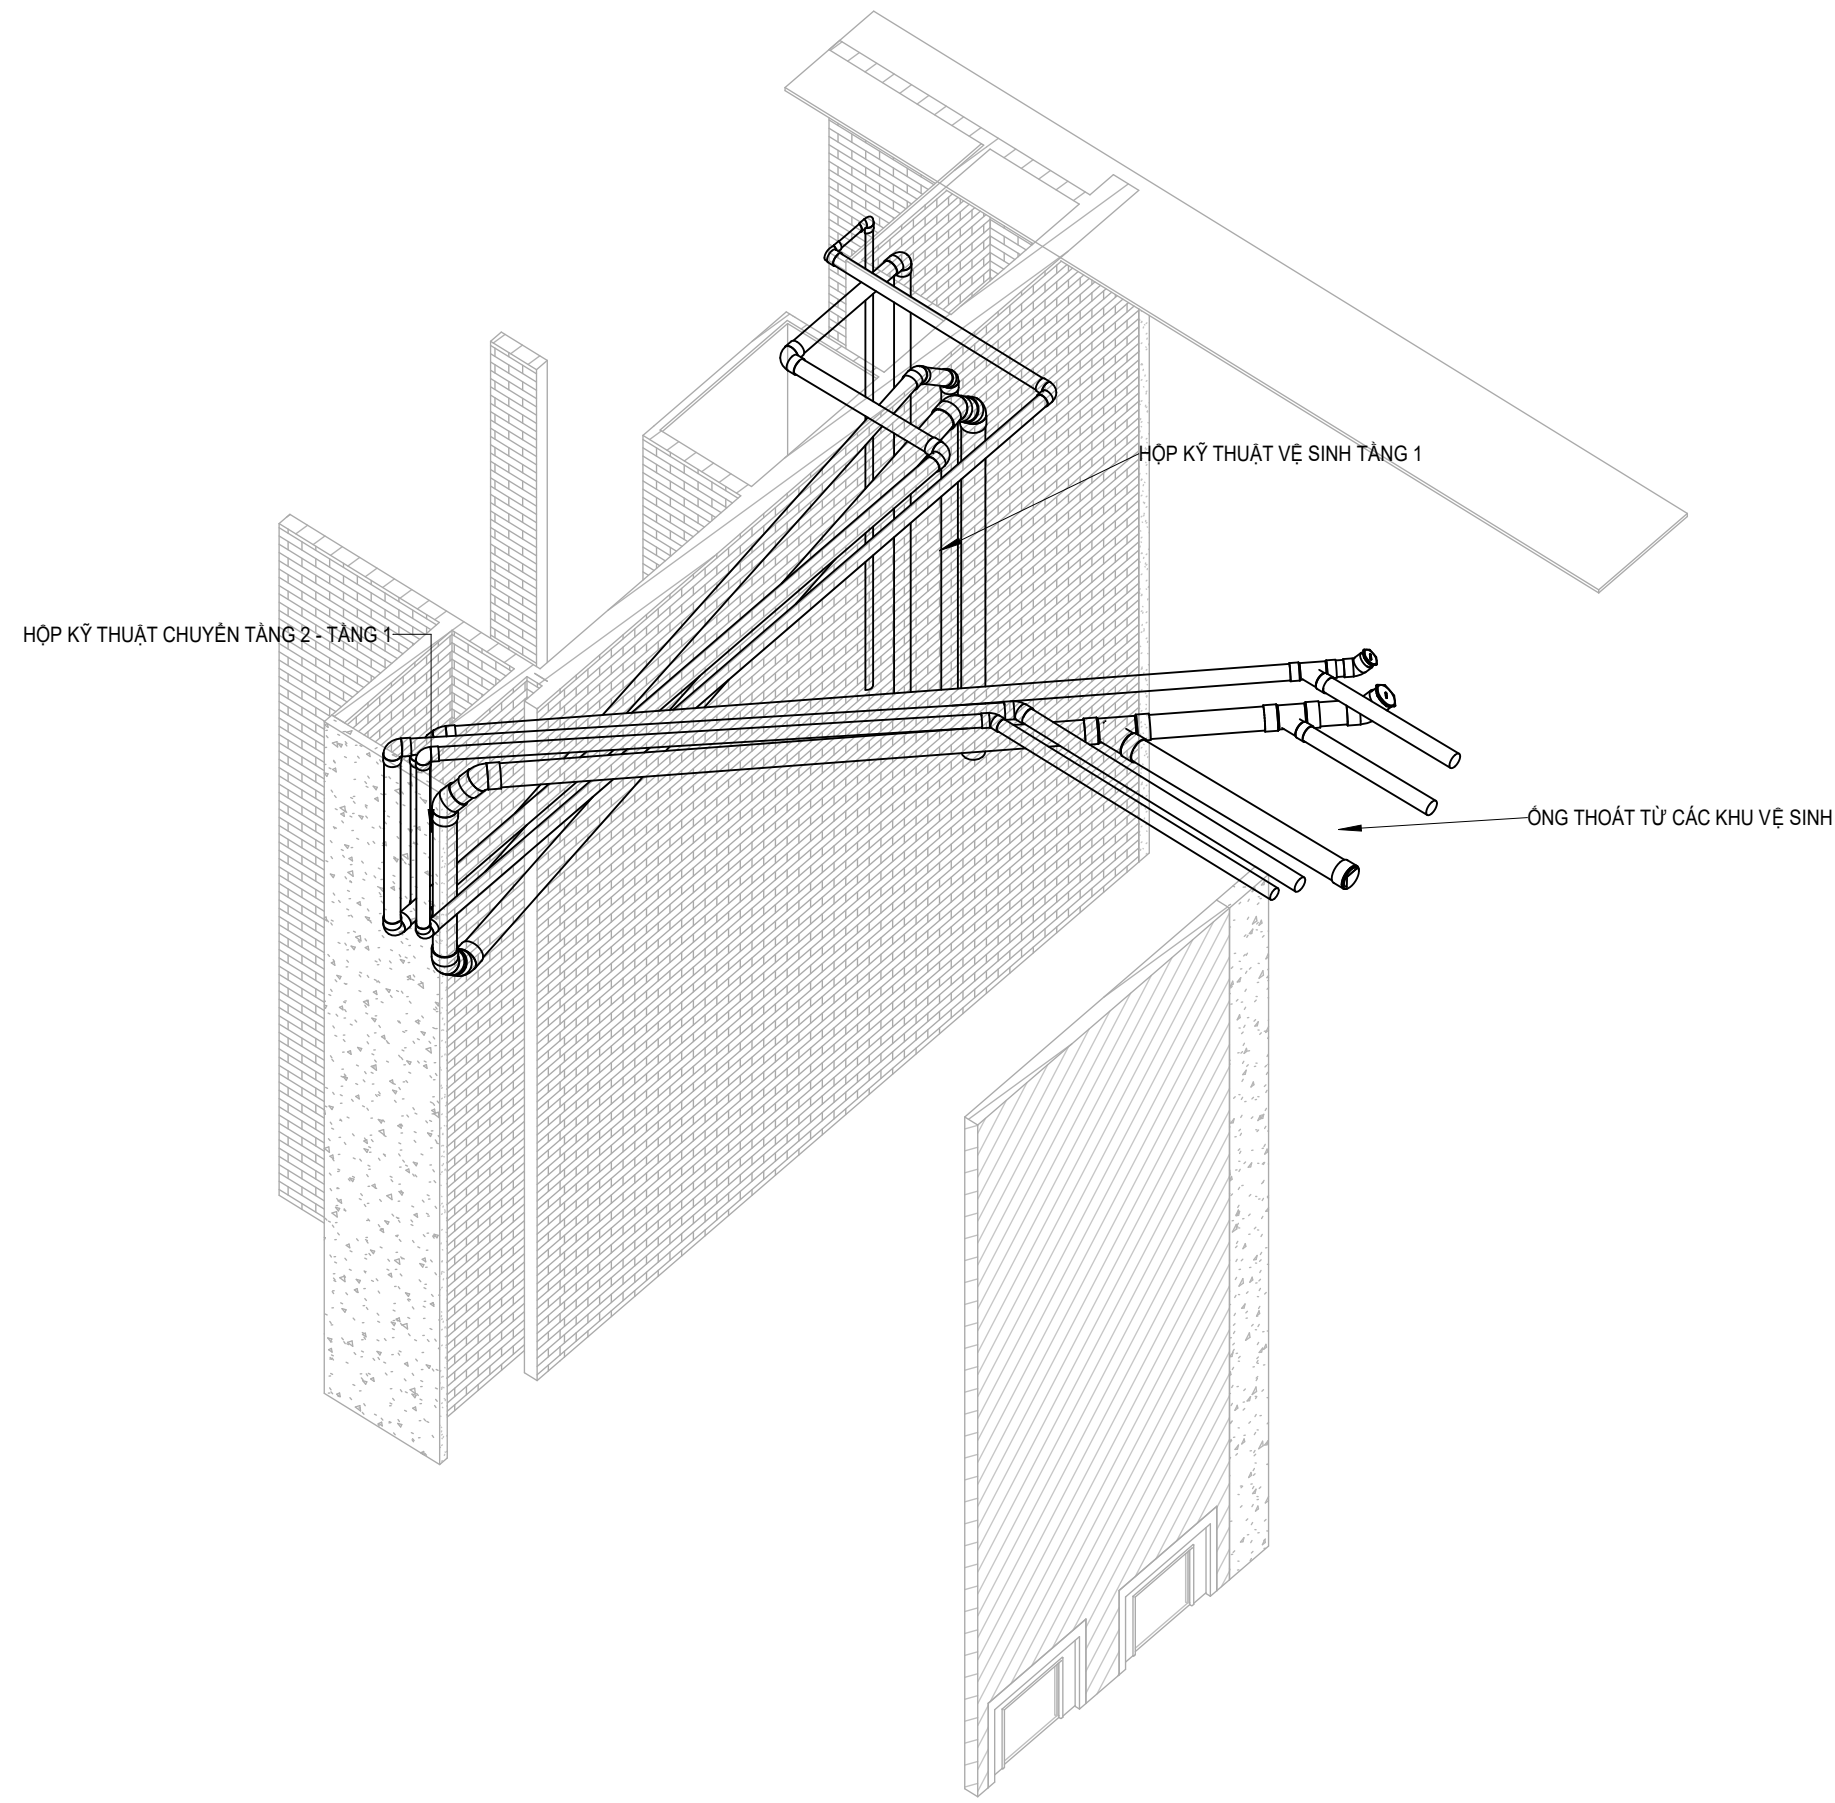 HỘP KỸ THUẬT VỆ SINH TẦNG 1
HỘP KỸ THUẬT CHUYỂN TẦNG 2 - TẦNG 1
ỐNG THOÁT TỪ CÁC KHU VỆ SINH